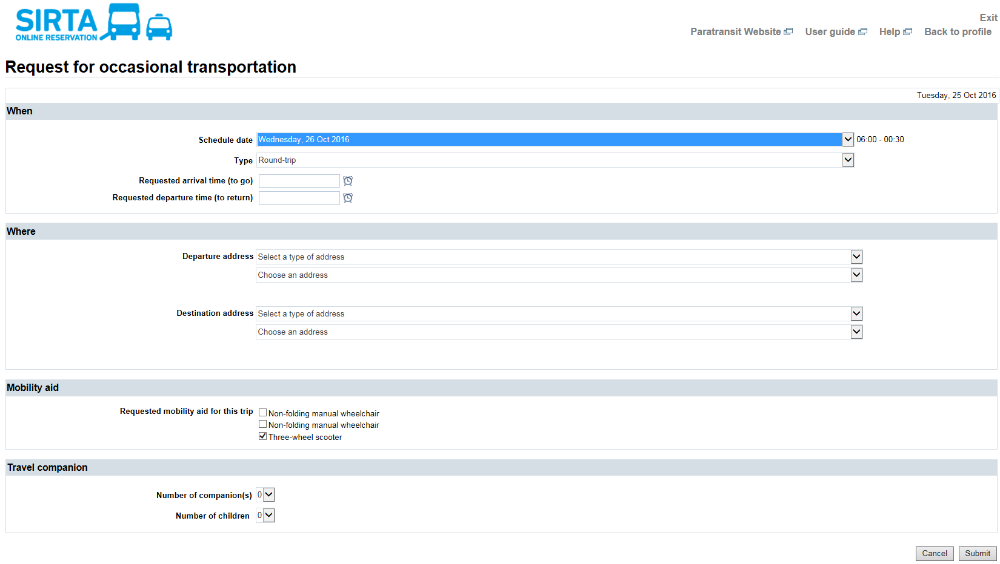 SIRTA
ONLINE RESERVATION
Exit
Paratransit Website User guide Help Back to profile
Request for occasional transportation
Tuesday, 25 Oct 2016
When
Schedule date Wednesday, 26 Oct 2016 06:00 - 00:30
Type Round-trip
Requested arrival time (to go)
Requested departure time (to return)
Where
Departure address Select a type of address
Choose an address
Destination address Select a type of address
Choose an address
Mobility aid
Requested mobility aid for this trip Non-folding manual wheelchair
Non-folding manual wheelchair
Three-wheel scooter
Travel companion
Number of companion(s) 0
Number of children 0
Cancel Submit